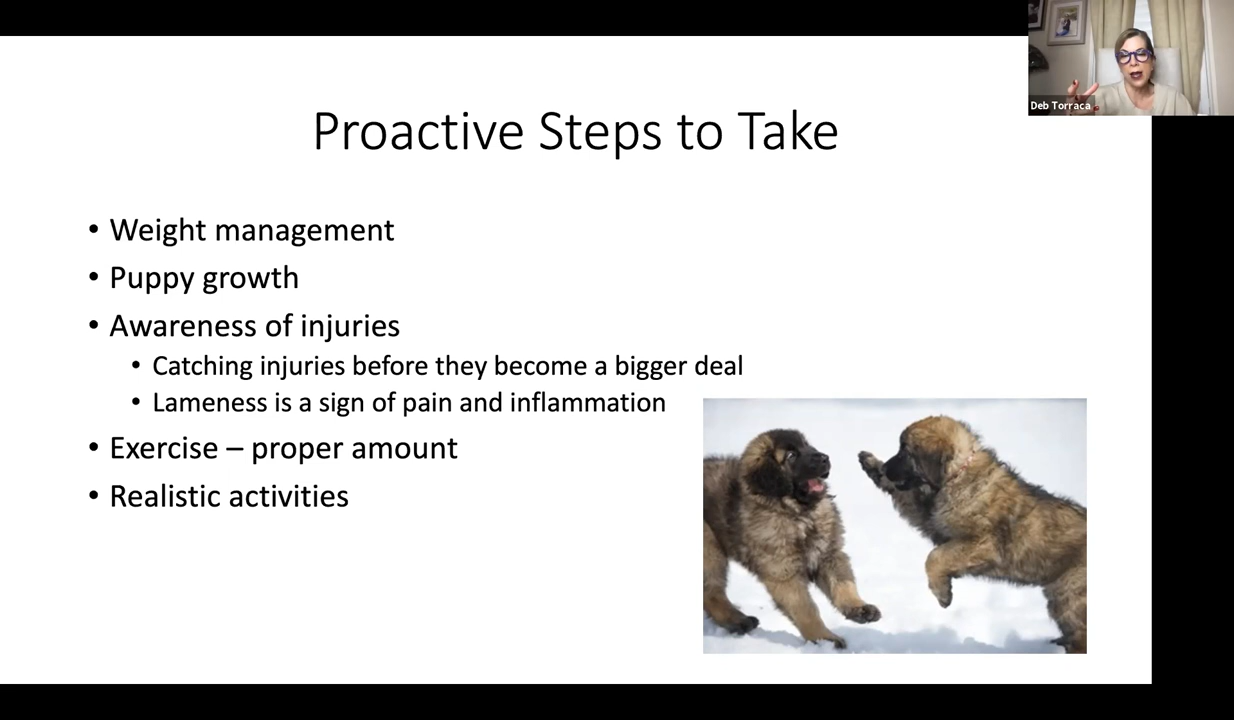 Deb Torraca
Proactive Steps to Take
• Weight management
• Puppy growth
• Awareness of injuries
• Catching injuries before they become a bigger deal
• Lameness is a sign of pain and inflammation
• Exercise – proper amount
• Realistic activities